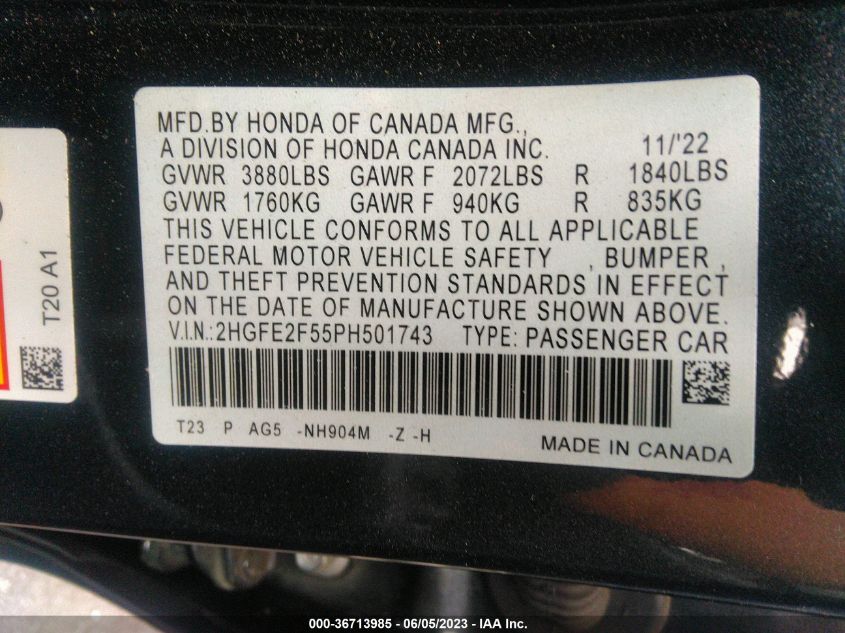 MFD.BY HONDA OF CANADA MFG.,
A DIVISION OF HONDA CANADA INC. 11/'22
GVWR 3880LBS GAWR F 2072LBS R 1840LBS
GVWR 1760KG GAWR F 940KG R 835KG
THIS VEHICLE CONFORMS TO ALL APPLICABLE
FEDERAL MOTOR VEHICLE SAFETY , BUMPER ,
AND THEFT PREVENTION STANDARDS IN EFFECT
ON THE DATE OF MANUFACTURE SHOWN ABOVE.
V.I.N.:2HGFE2F55PH501743 TYPE: PASSENGER CAR
T23 P AG5 -NH904M -Z -H MADE IN CANADA
T20 A1
000-36713985 - 06/05/2023 - IAA Inc.